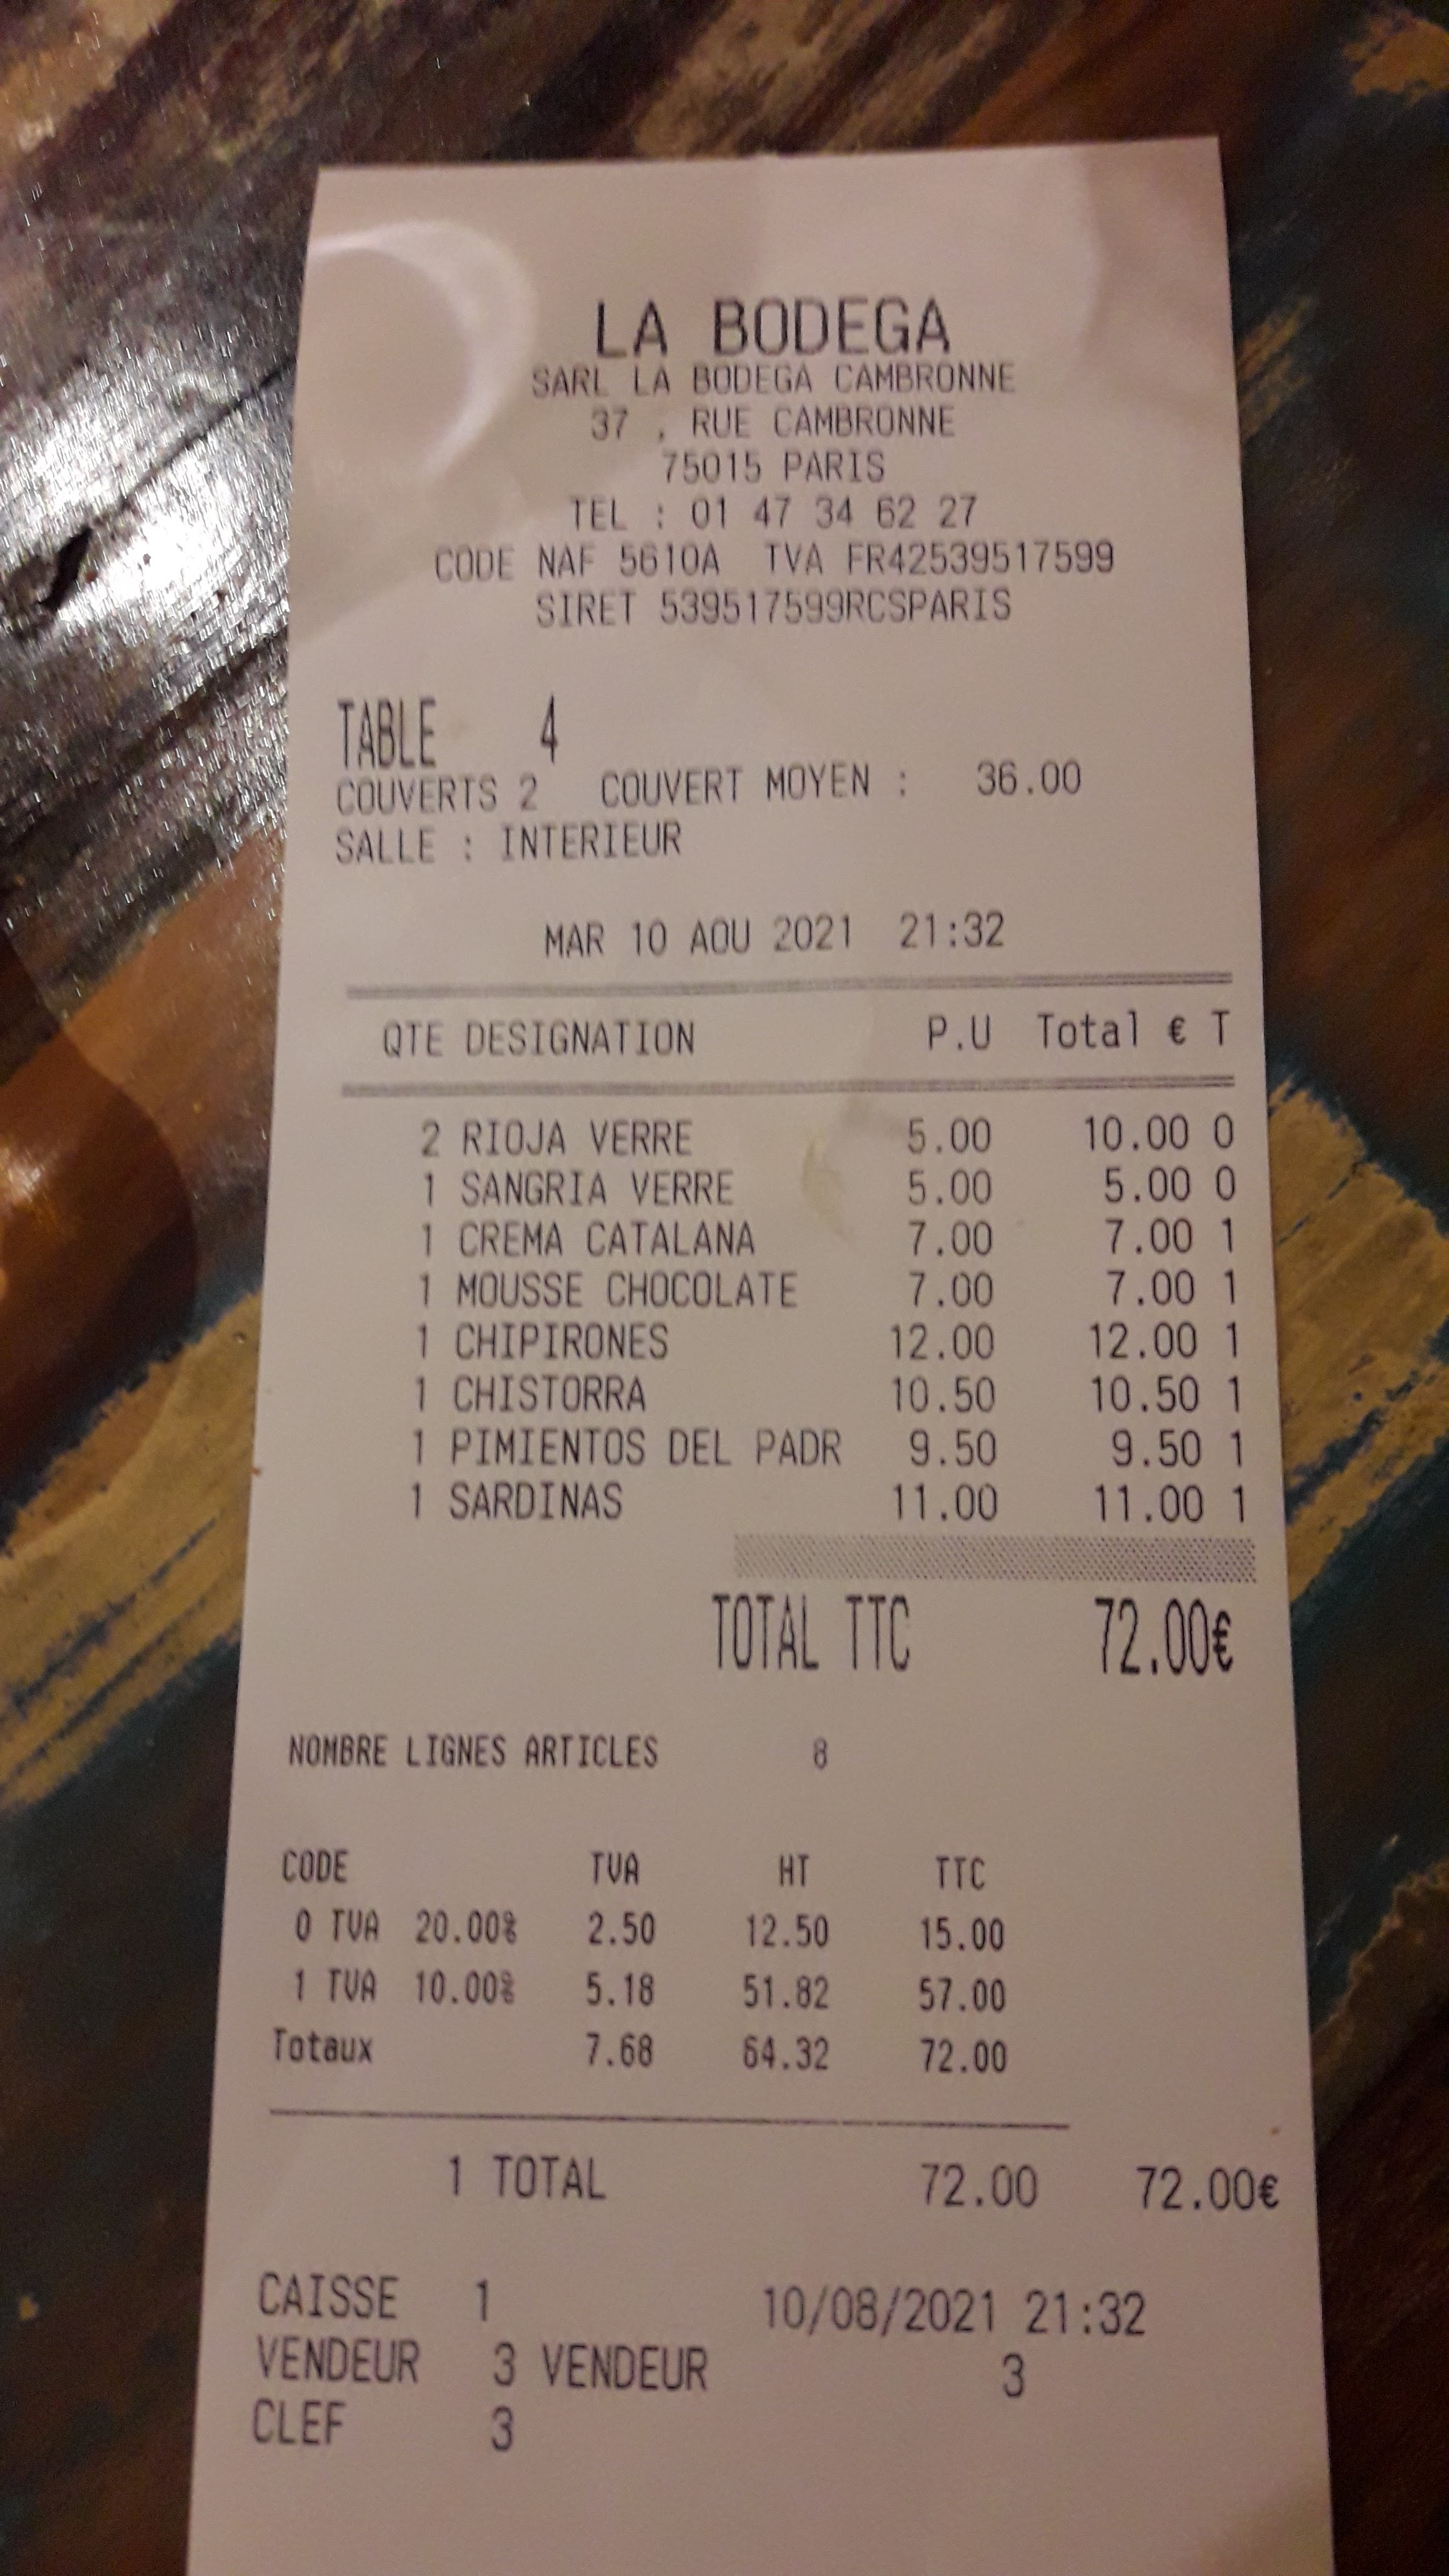 LA BODEGA
SARL LA BODEGA CAMBRONNE
37 , RUE CAMBRONNE
75015 PARIS
TEL : 01 47 34 62 27
CODE NAF 5610A TVA FR42539517599
SIRET 539517599RCSPARIS
TABLE 4
COUVERTS 2 COUVERT MOYEN : 36.00
SALLE : INTERIEUR
MAR 10 AOU 2021 21:32
QTE DESIGNATION P.U Total € T
2 RIOJA VERRE 5.00 10.00 0
1 SANGRIA VERRE 5.00 5.00 0
1 CREMA CATALANA 7.00 7.00 1
1 MOUSSE CHOCOLATE 7.00 7.00 1
1 CHIPIRONES 12.00 12.00 1
1 CHISTORRA 10.50 10.50 1
1 PIMIENTOS DEL PADR 9.50 9.50 1
1 SARDINAS 11.00 11.00 1
TOTAL TTC 72.00€
NOMBRE LIGNES ARTICLES 8
CODE TVA HT TTC
0 TVA 20.00% 2.50 12.50 15.00
1 TVA 10.00% 5.18 51.82 57.00
Totaux 7.68 64.32 72.00
1 TOTAL 72.00 72.00€
CAISSE 1 10/08/2021 21:32
VENDEUR 3 VENDEUR 3
CLEF 3